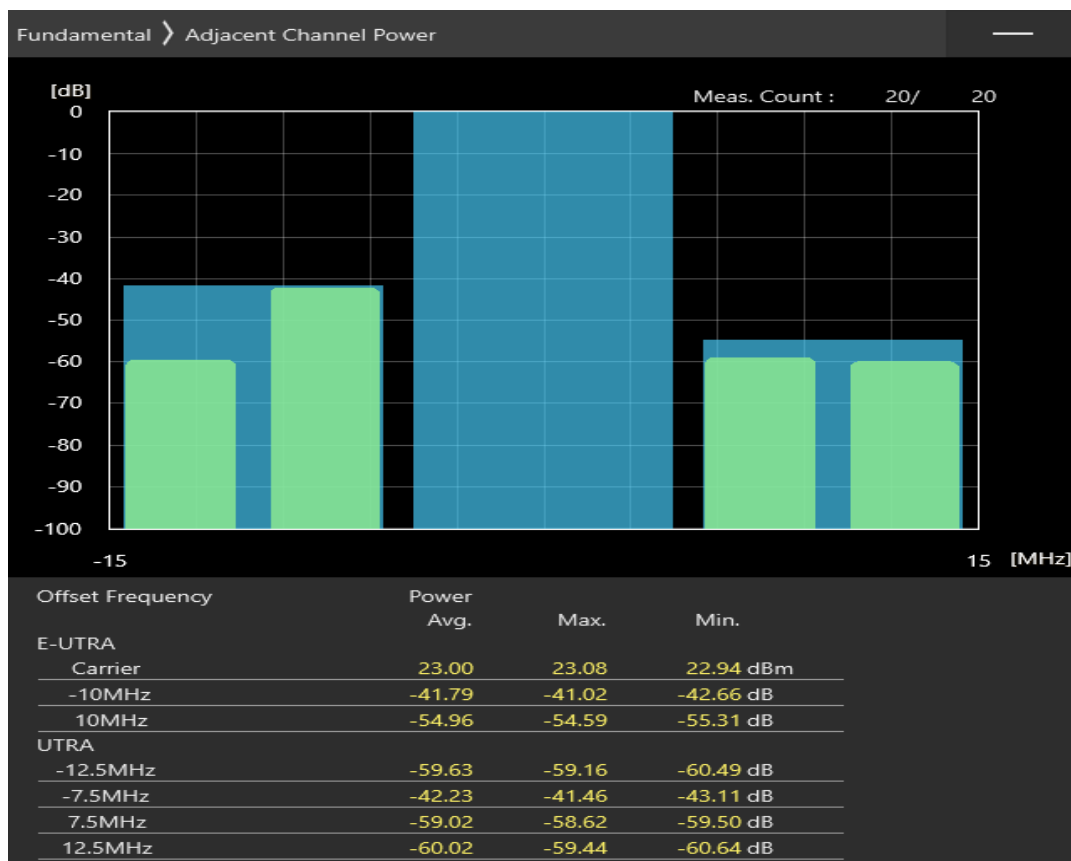 Fundamental ❯ Adjacent Channel Power
[dB]
Meas. Count : 20/ 20
0
-10
-20
-30
-40
-50
-60
-70
-80
-90
-100
-15 15 [MHz]
Offset Frequency Power
Avg. Max. Min.
E-UTRA
Carrier 23.00 23.08 22.94 dBm
-10MHz -41.79 -41.02 -42.66 dB
10MHz -54.96 -54.59 -55.31 dB
UTRA
-12.5MHz -59.63 -59.16 -60.49 dB
-7.5MHz -42.23 -41.46 -43.11 dB
7.5MHz -59.02 -58.62 -59.50 dB
12.5MHz -60.02 -59.44 -60.64 dB